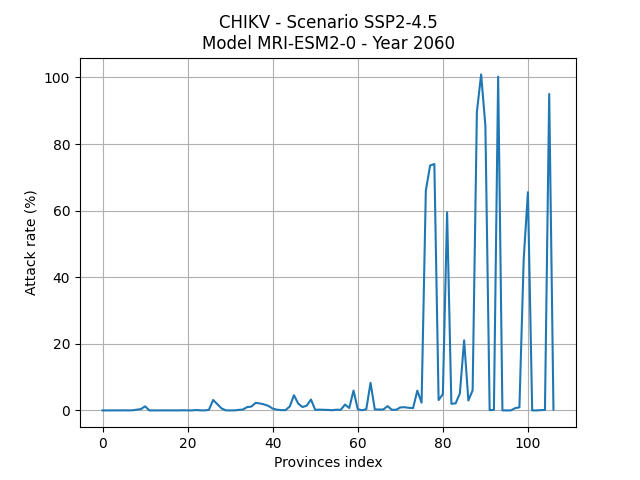 CHIKV - Scenario SSP2-4.5
Model MRI-ESM2-0 - Year 2060
Attack rate (%)
100
80
60
40
20
0
0 20 40 60 80 100
Provinces index